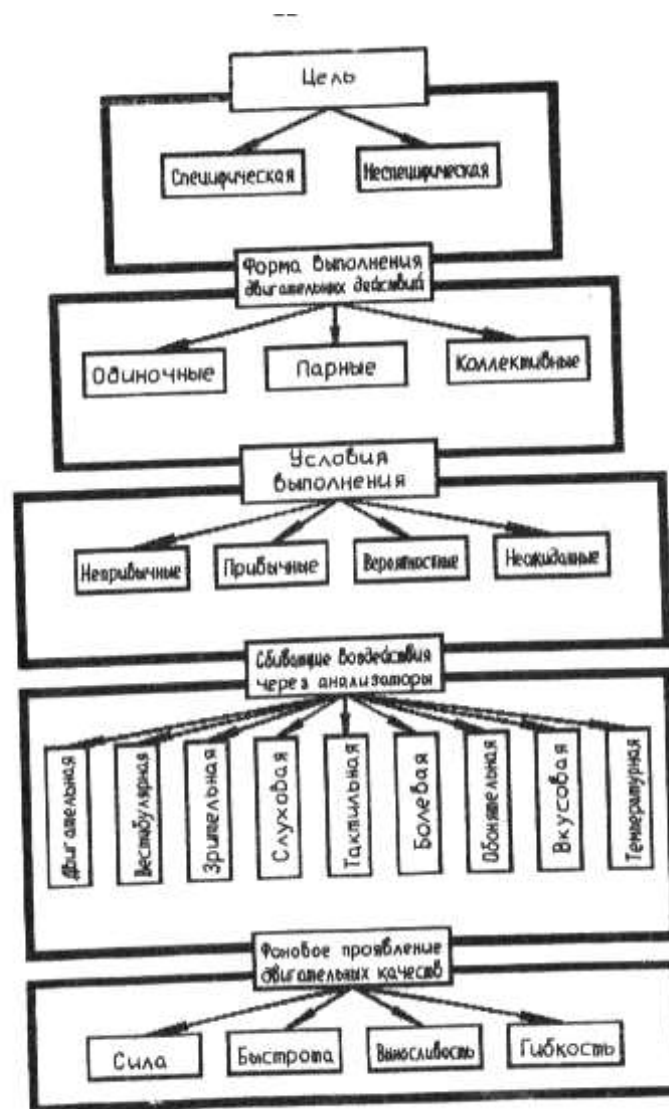 Цель
Специфическая
Неспецифическая
Форма выполнения
двигательных действий
Одиночные
Парные
Коллективные
Условия
выполнения
Непривычные
Привычные
Вероятностные
Неожиданные
Сбивающие воздействия
через анализаторы
Двигательная
Вестибулярная
Зрительная
Слуховая
Тактильная
Болевая
Обонятельная
Вкусовая
Температурная
Фоновое проявление
двигательных качеств
Сила
Быстрота
Выносливость
Гибкость